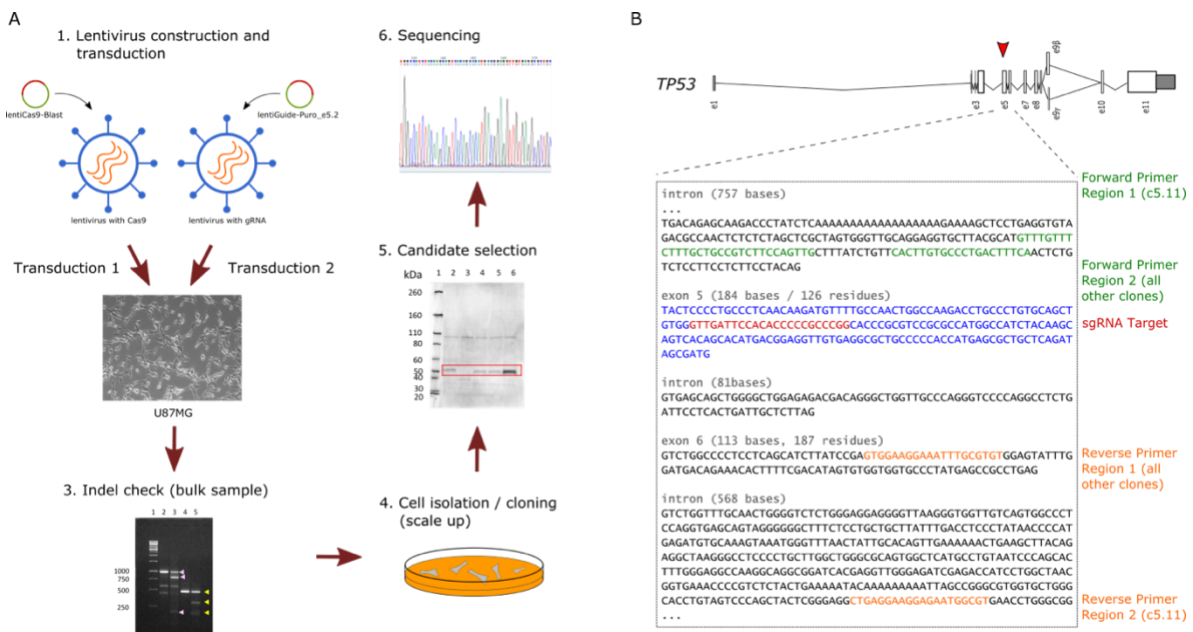 A
1. Lentivirus construction and
transduction
lentiCas9-Blast
lentiGuide-Puro_e5.2
lentivirus with Cas9
lentivirus with gRNA
Transduction 1
Transduction 2
U87MG
3. Indel check (bulk sample)
1 2 3 4 5
1000
750
500
250
4. Cell isolation / cloning
(scale up)
5. Candidate selection
kDa
1 2 3 4 5 6
260
160
110
80
60
50
40
30
20
6. Sequencing
B
TP53
e1
e3
e5
e7
e8
e9β
e9γ
e10
e11
intron (757 bases)
...
TGACAGAGCAAGACCCTATCTCAAAAAAAAAAAAAAAAAAAGAAAAGCTCCTGAGGTGTA
GACGCCAACTCTCTCTAGCTCGCTAGTGGGTTGCAGGAGGTGCTTACGCATGTTTGTTT
CTTTGCTGCCGTCTTCCAGTTGCTTTATCTGTTCACTTGTGCCCTGACTTTCAACTCTG
TCTCCTTCCTCTTCCTACAG
exon 5 (184 bases / 126 residues)
TACTCCCCTGCCCTCAACAAGATGTTTTGCCAACTGGCCAAGACCTGCCCTGTGCAGCT
GTGGGTTGATTCCACACCCCCGCCCGGCACCCGCGTCCGCGCCATGGCCATCTACAAGC
AGTCACAGCACATGACGGAGGTTGTGAGGCGCTGCCCCCACCATGAGCGCTGCTCAGAT
AGCGATG
intron (81bases)
GTGAGCAGCTGGGGCTGGAGAGACGACAGGGCTGGTTGCCCAGGGTCCCCAGGCCTCTG
ATTCCTCACTGATTGCTCTTAG
exon 6 (113 bases, 187 residues)
GTCTGGCCCCTCCTCAGCATCTTATCCGAGTGGAAGGAAATTTGCGTGTGGAGTATTTG
GATGACAGAAACACTTTTCGACATAGTGTGGTGGTGCCCTATGAGCCGCCTGAG
intron (568 bases)
GTCTGGTTTGCAACTGGGGTCTCTGGGAGGAGGGGTTAAGGGTGGTTGTCAGTGGCCCT
CCAGGTGAGCAGTAGGGGGGCTTTCTCCTGCTGCTTATTTGACCTCCCTATAACCCCAT
GAGATGTGCAAAGTAAATGGGTTTAACTATTGCACAGTTGAAAAAACTGAAGCTTACAG
AGGCTAAGGGCCTCCCCTGCTTGGCTGGGCGCAGTGGCTCATGCCTGTAATCCCAGCAC
TTTGGGAGGCCAAGGCAGGCGGATCACGAGGTTGGGAGATCGAGACCATCCTGGCTAAC
GGTGAAACCCCGTCTCTACTGAAAAATACAAAAAAAAATTAGCCGGGCGTGGTGCTGGG
CACCTGTAGTCCCAGCTACTCGGGAGGCTGAGGAAGGAGAATGGCGTGAACCTGGGCGG
...
Forward Primer
Region 1 (c5.11)
Forward Primer
Region 2 (all
other clones)
sgRNA Target
Reverse Primer
Region 1 (all
other clones)
Reverse Primer
Region 2 (c5.11)